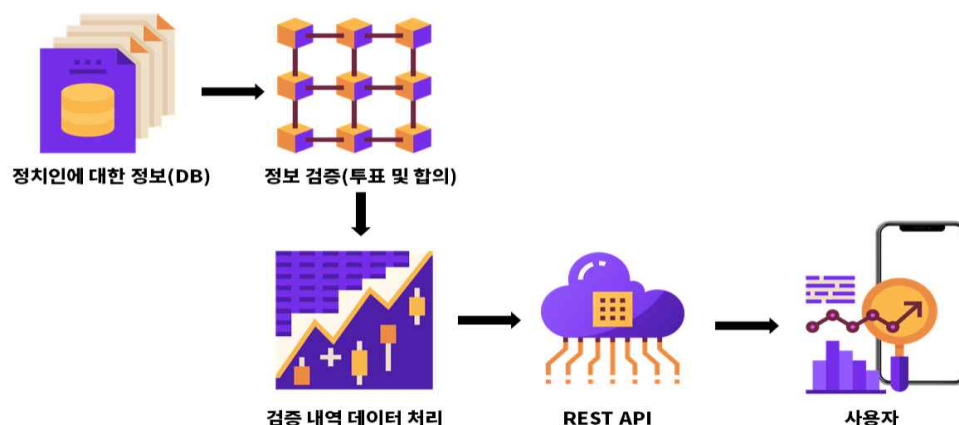 정치인에 대한 정보(DB)
정보 검증(투표 및 합의)
검증 내역 데이터 처리
REST API
사용자